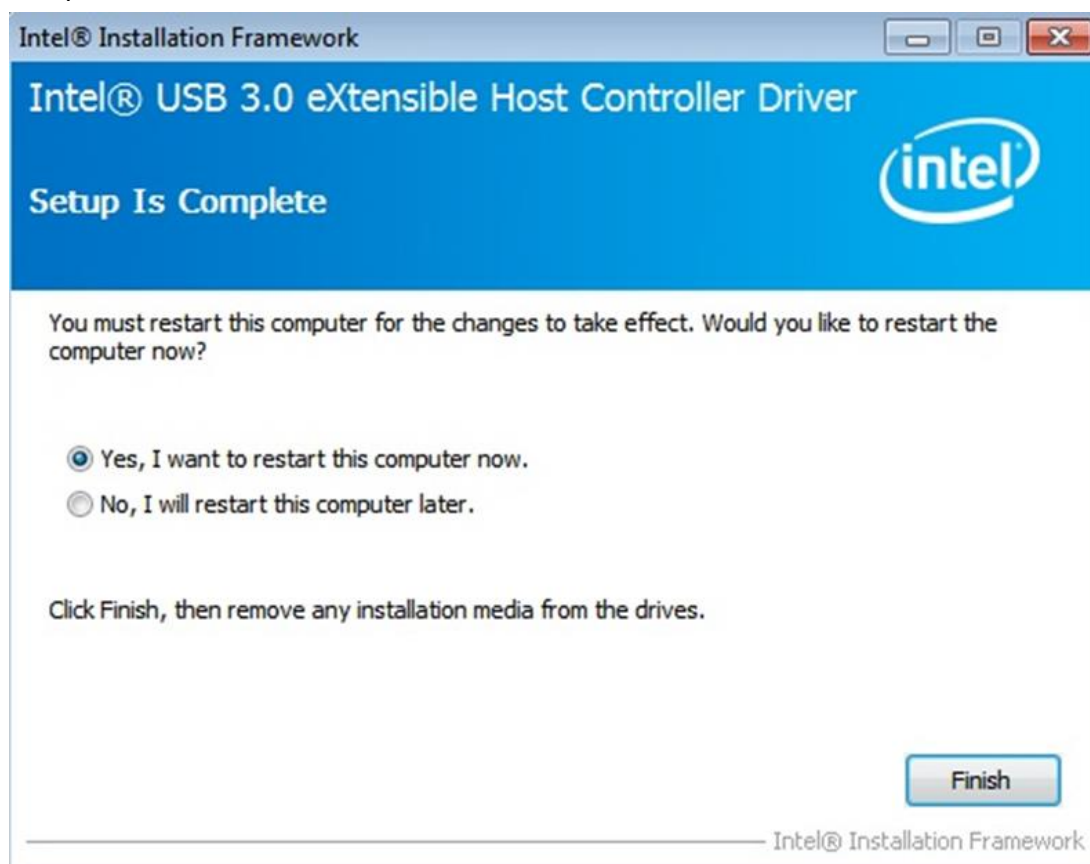 Intel® Installation Framework
Intel® USB 3.0 eXtensible Host Controller Driver
intel
Setup Is Complete
You must restart this computer for the changes to take effect. Would you like to restart the
computer now?
Yes, I want to restart this computer now.
No, I will restart this computer later.
Click Finish, then remove any installation media from the drives.
Finish
Intel® Installation Framework